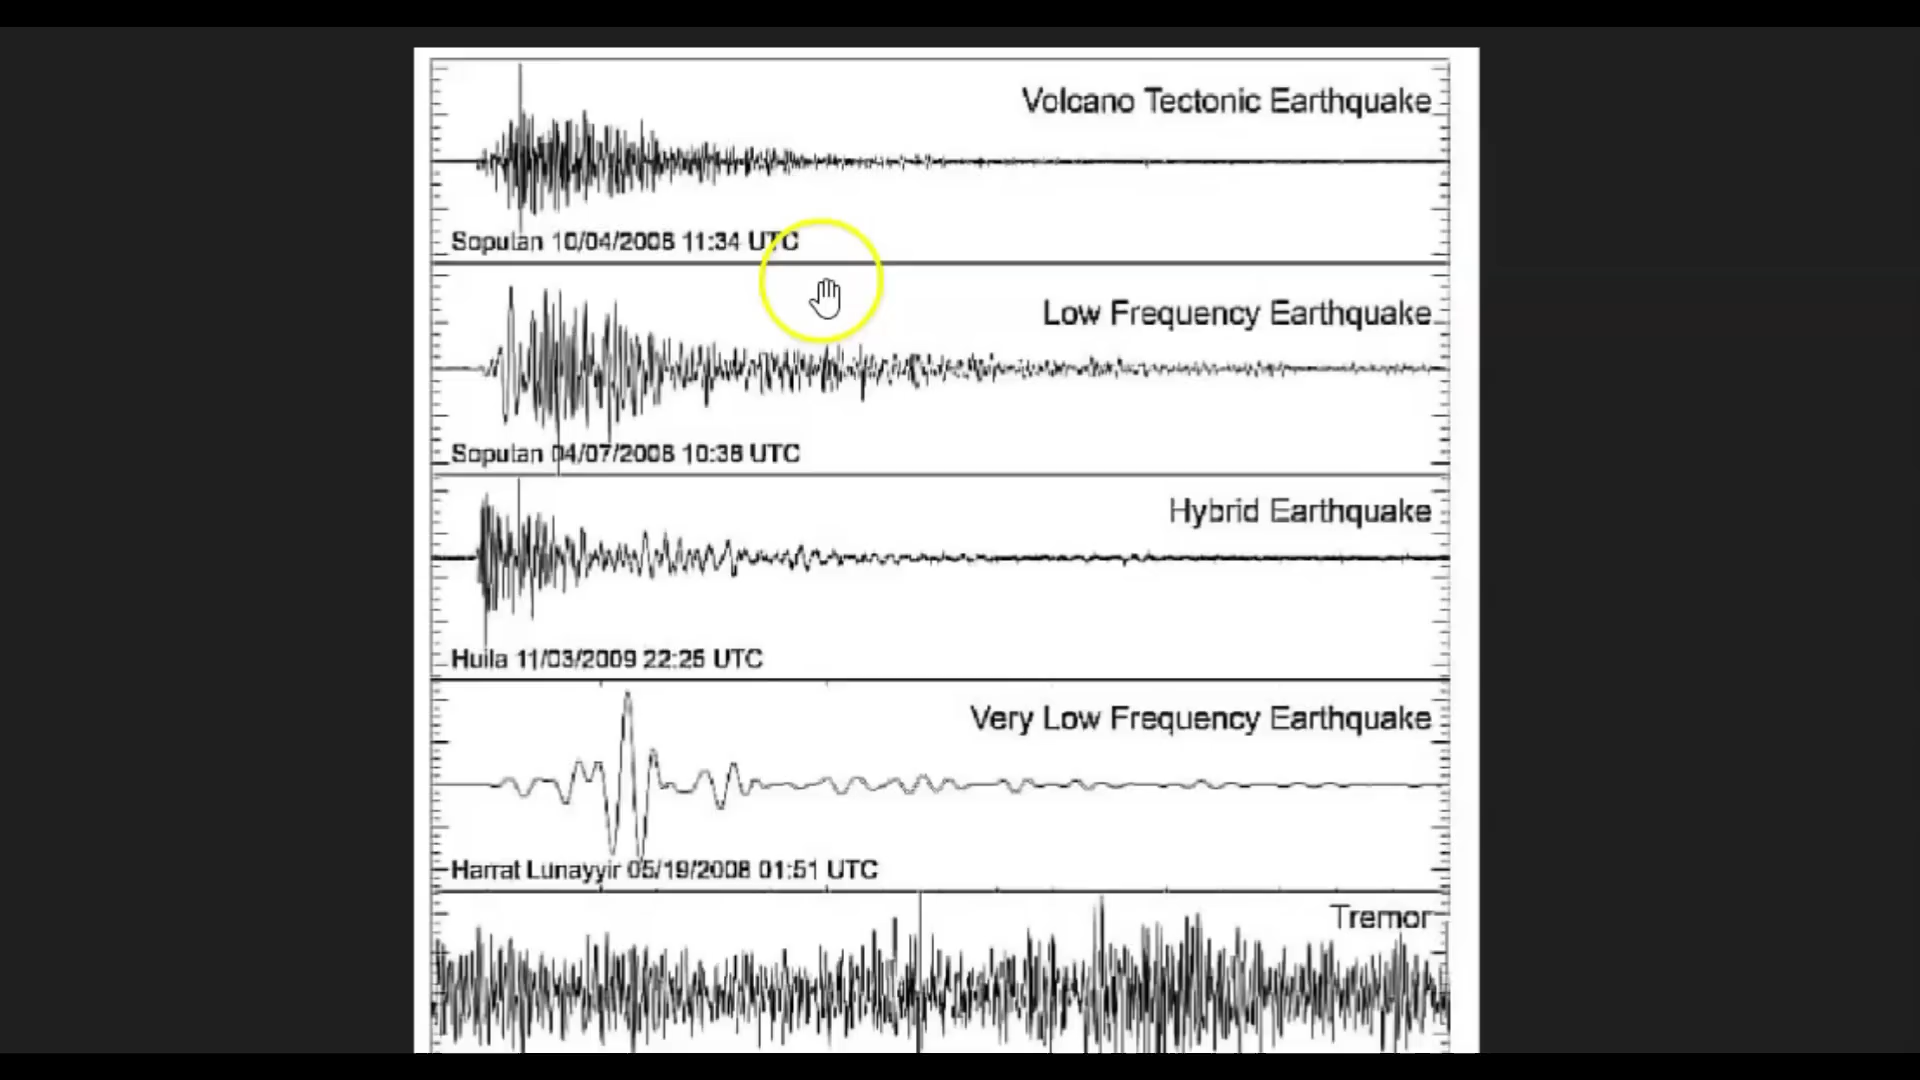 Volcano Tectonic Earthquake
Soputan 10/04/2008 11:34 UTC
Low Frequency Earthquake
Soputan 04/07/2008 10:38 UTC
Hybrid Earthquake
Huila 11/03/2009 22:25 UTC
Very Low Frequency Earthquake
Harrat Lunayyir 05/19/2008 01:51 UTC
Tremor